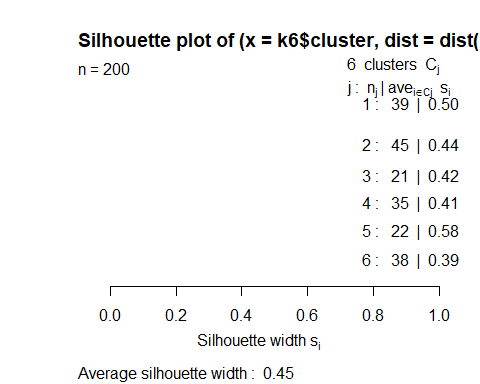 Silhouette plot of (x = k6$cluster, dist = dist(
n = 200
6 clusters Cj
j : nj | avei∈Cj si
1 : 39 | 0.50
2 : 45 | 0.44
3 : 21 | 0.42
4 : 35 | 0.41
5 : 22 | 0.58
6 : 38 | 0.39
0.0 0.2 0.4 0.6 0.8 1.0
Silhouette width si
Average silhouette width : 0.45